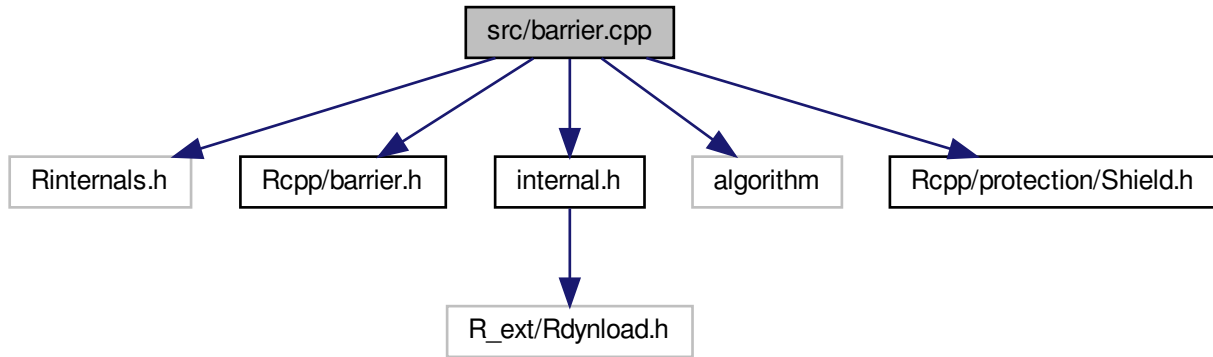 src/barrier.cpp
Rinternals.h
Rcpp/barrier.h
internal.h
algorithm
Rcpp/protection/Shield.h
R_ext/Rdynload.h